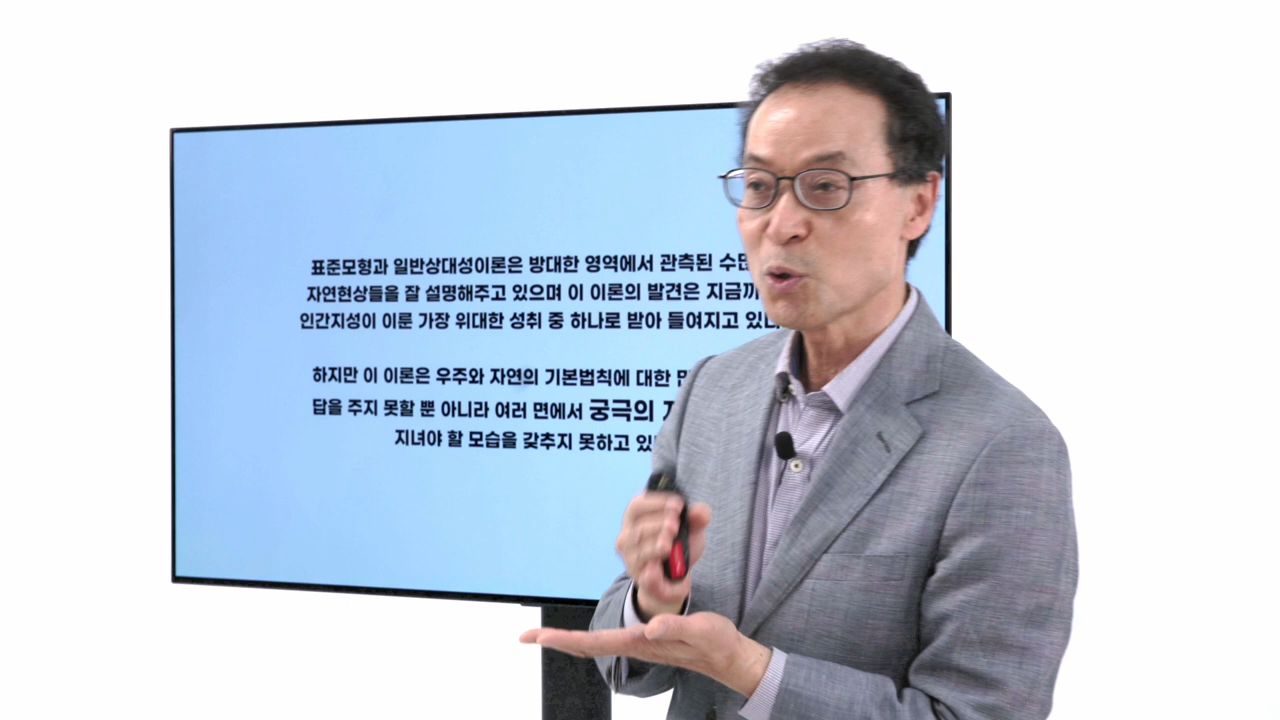 표준모형과 일반상대성이론은 방대한 영역에서 관측된
자연현상들을 잘 설명해주고 있으며 이 이론의 발견은
인간지성이 이룬 가장 위대한 성취 중 하나로 받아 들여지고
하지만 이 이론은 우주와 자연의 기본법칙에 대한
답을 주지 못할 뿐 아니라 여러 면에서 궁극의
지녀야 할 모습을 갖추지 못하고